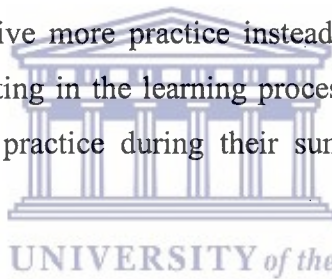 ive more practice instead
ting in the learning proces
practice during their sun
UNIVERSITY of the